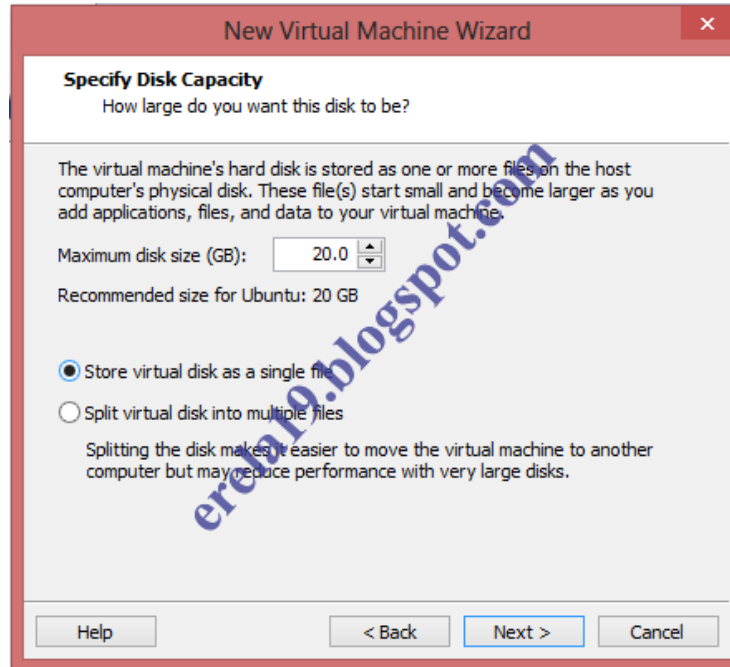 New Virtual Machine Wizard
Specify Disk Capacity
How large do you want this disk to be?
The virtual machine's hard disk is stored as one or more files on the host
computer's physical disk. These file(s) start small and become larger as you
add applications, files, and data to your virtual machine.
Maximum disk size (GB): 20.0
Recommended size for Ubuntu: 20 GB
Store virtual disk as a single file
Split virtual disk into multiple files
Splitting the disk makes it easier to move the virtual machine to another
computer but may reduce performance with very large disks.
erela19.blogspot.com
Help < Back Next > Cancel